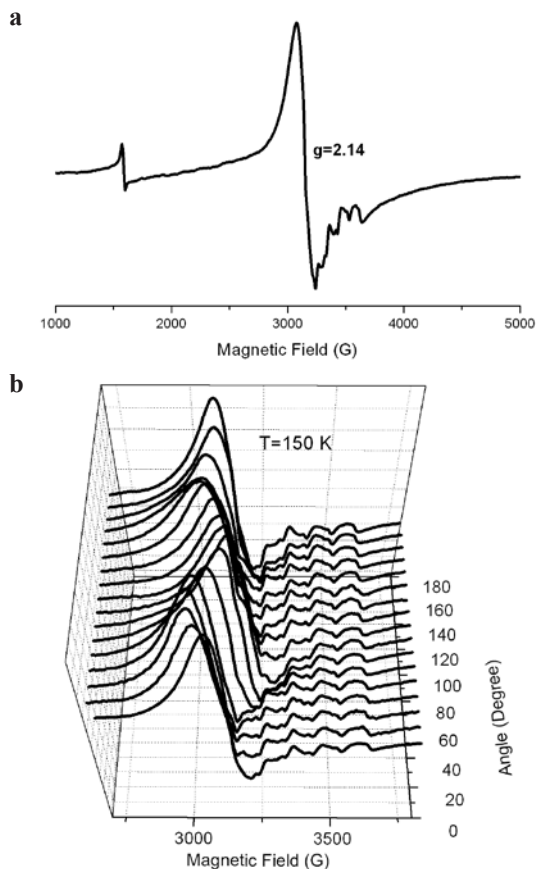 a
g=2.14
1000 2000 3000 4000 5000
Magnetic Field (G)
b
T=150 K
180
160
140
120
100
80
60
40
20
0
Angle (Degree)
3000 3500
Magnetic Field (G)